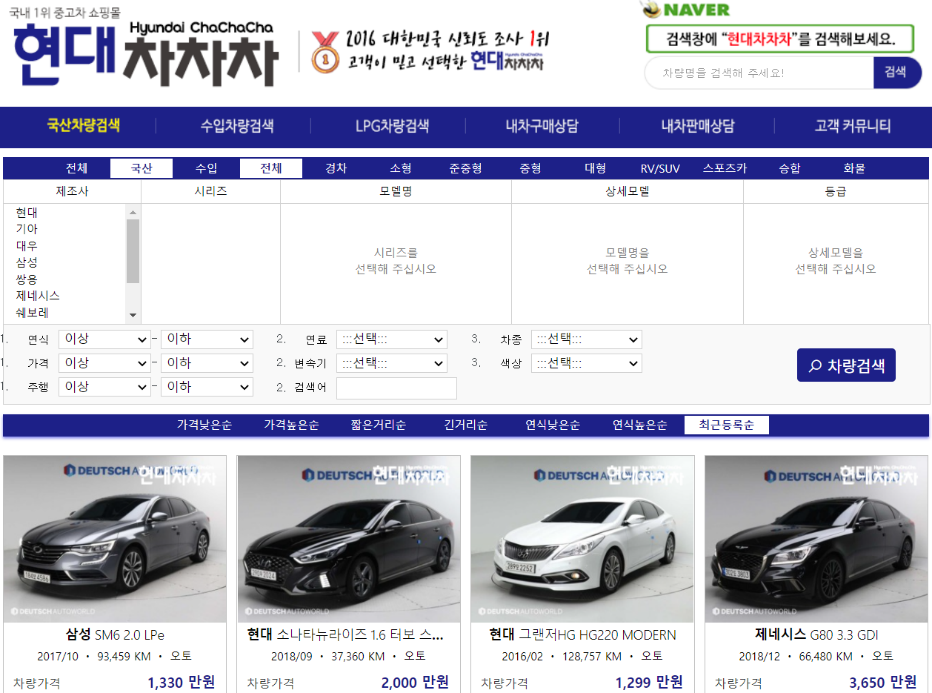 국내 1위 중고차 쇼핑몰
Hyundai ChaChaCha
현대차차차
2016 대한민국 신뢰도 조사 1위
고객이 믿고 선택한 현대차차차
NAVER
검색창에 “현대차차차”를 검색해보세요.
차량명을 검색해 주세요! 검색
국산차량검색 수입차량검색 LPG차량검색 내차구매상담 내차판매상담 고객 커뮤니티
전체 국산 수입 전체 경차 소형 준중형 중형 대형 RV/SUV 스포츠카 승합 화물
제조사 시리즈 모델명 상세모델 등급
현대
기아
대우
삼성
쌍용
제네시스
쉐보레
시리즈를
선택해 주십시오
모델명을
선택해 주십시오
상세모델을
선택해 주십시오
1. 연식 이상 - 이하 2. 연료 :::선택::: 3. 차종 :::선택:::
1. 가격 이상 - 이하 2. 변속기 :::선택::: 3. 색상 :::선택:::
1. 주행 이상 - 이하 2. 검색어
차량검색
가격낮은순 가격높은순 짧은거리순 긴거리순 연식낮은순 연식높은순 최근등록순
현대차차차 현대차차차 현대차차차 현대차차차
DEUTSCH AUTOWORLD DEUTSCH AUTOWORLD DEUTSCH AUTOWORLD DEUTSCH AUTOWORLD
삼성 SM6 2.0 LPe
2017/10 · 93,459 KM · 오토
차량가격 1,330 만원
현대 소나타뉴라이즈 1.6 터보 스...
2018/09 · 37,360 KM · 오토
차량가격 2,000 만원
현대 그랜저HG HG220 MODERN
2016/02 · 128,757 KM · 오토
차량가격 1,299 만원
제네시스 G80 3.3 GDI
2018/12 · 66,480 KM · 오토
차량가격 3,650 만원